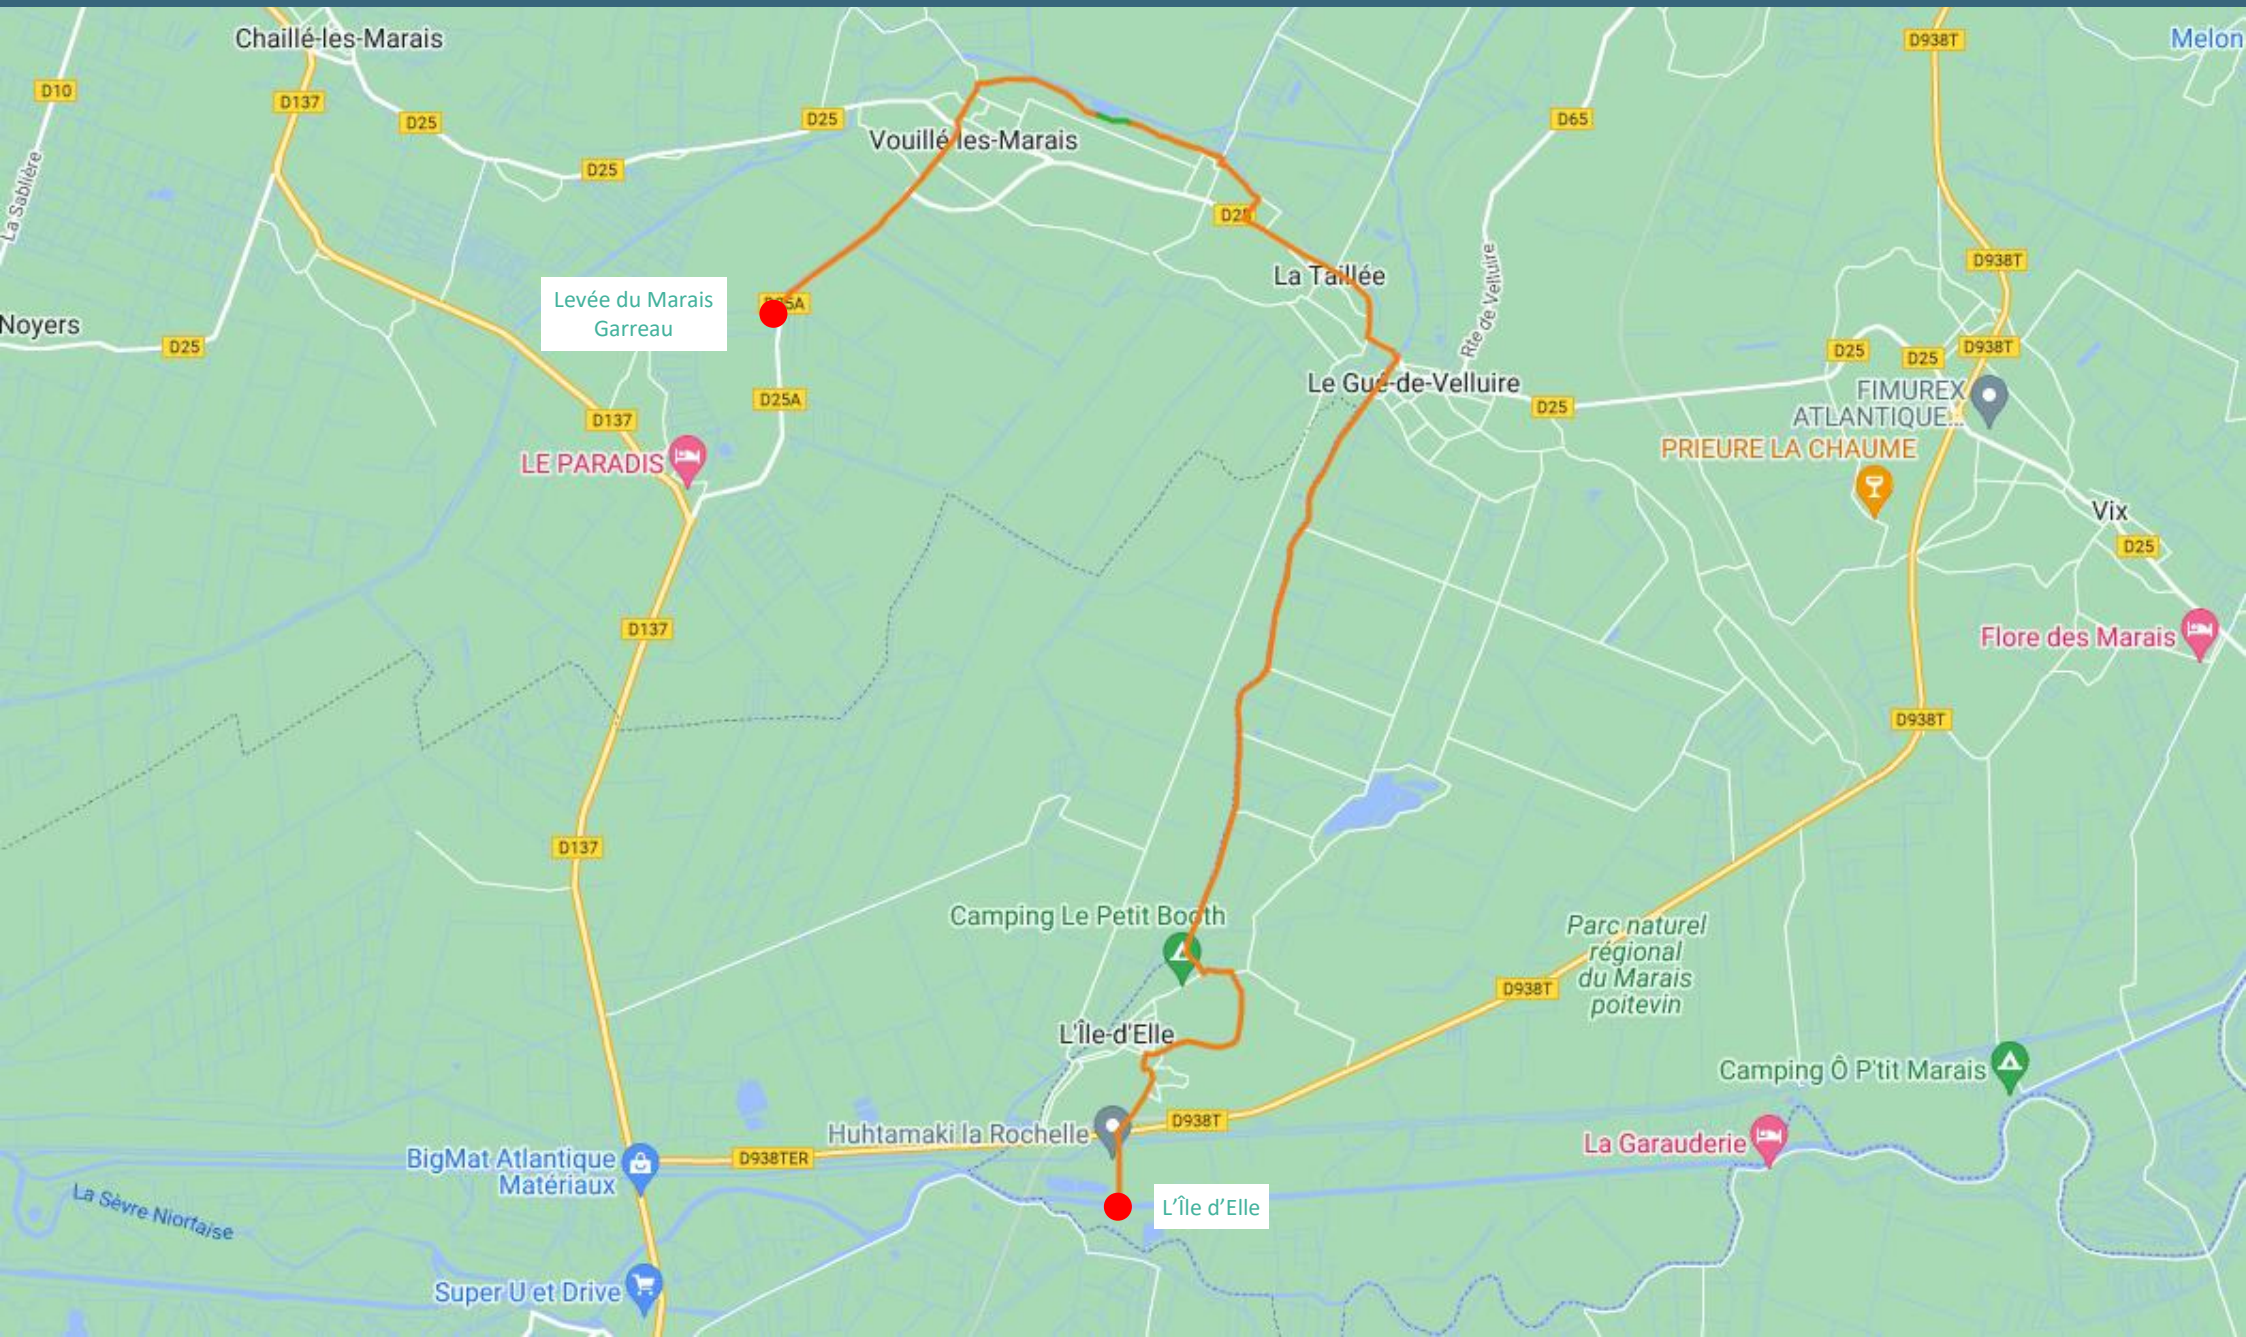 Chaillé-les-Marais
D938T
Melon
D10
D137
D25
D25
D65
Vouillé-les-Marais
D25
La Sablière
D25
Rte de Velluire
D938T
La Taillée
Levée du Marais
Garreau
Noyers
D25
D25
D25
D938T
Le Gué-de-Velluire
D25A
D25
FIMUREX
ATLANTIQUE...
D137
PRIEURE LA CHAUME
LE PARADIS
Vix
D25
D137
Flore des Marais
D938T
D137
Camping Le Petit Booth
Parc naturel
régional
du Marais
poitevin
D938T
L'Île-d'Elle
Camping Ô P'tit Marais
D938T
Huhtamaki la Rochelle
La Garauderie
BigMat Atlantique
Matériaux
D938TER
La Sèvre Niortaise
L'Île d'Elle
Super U et Drive